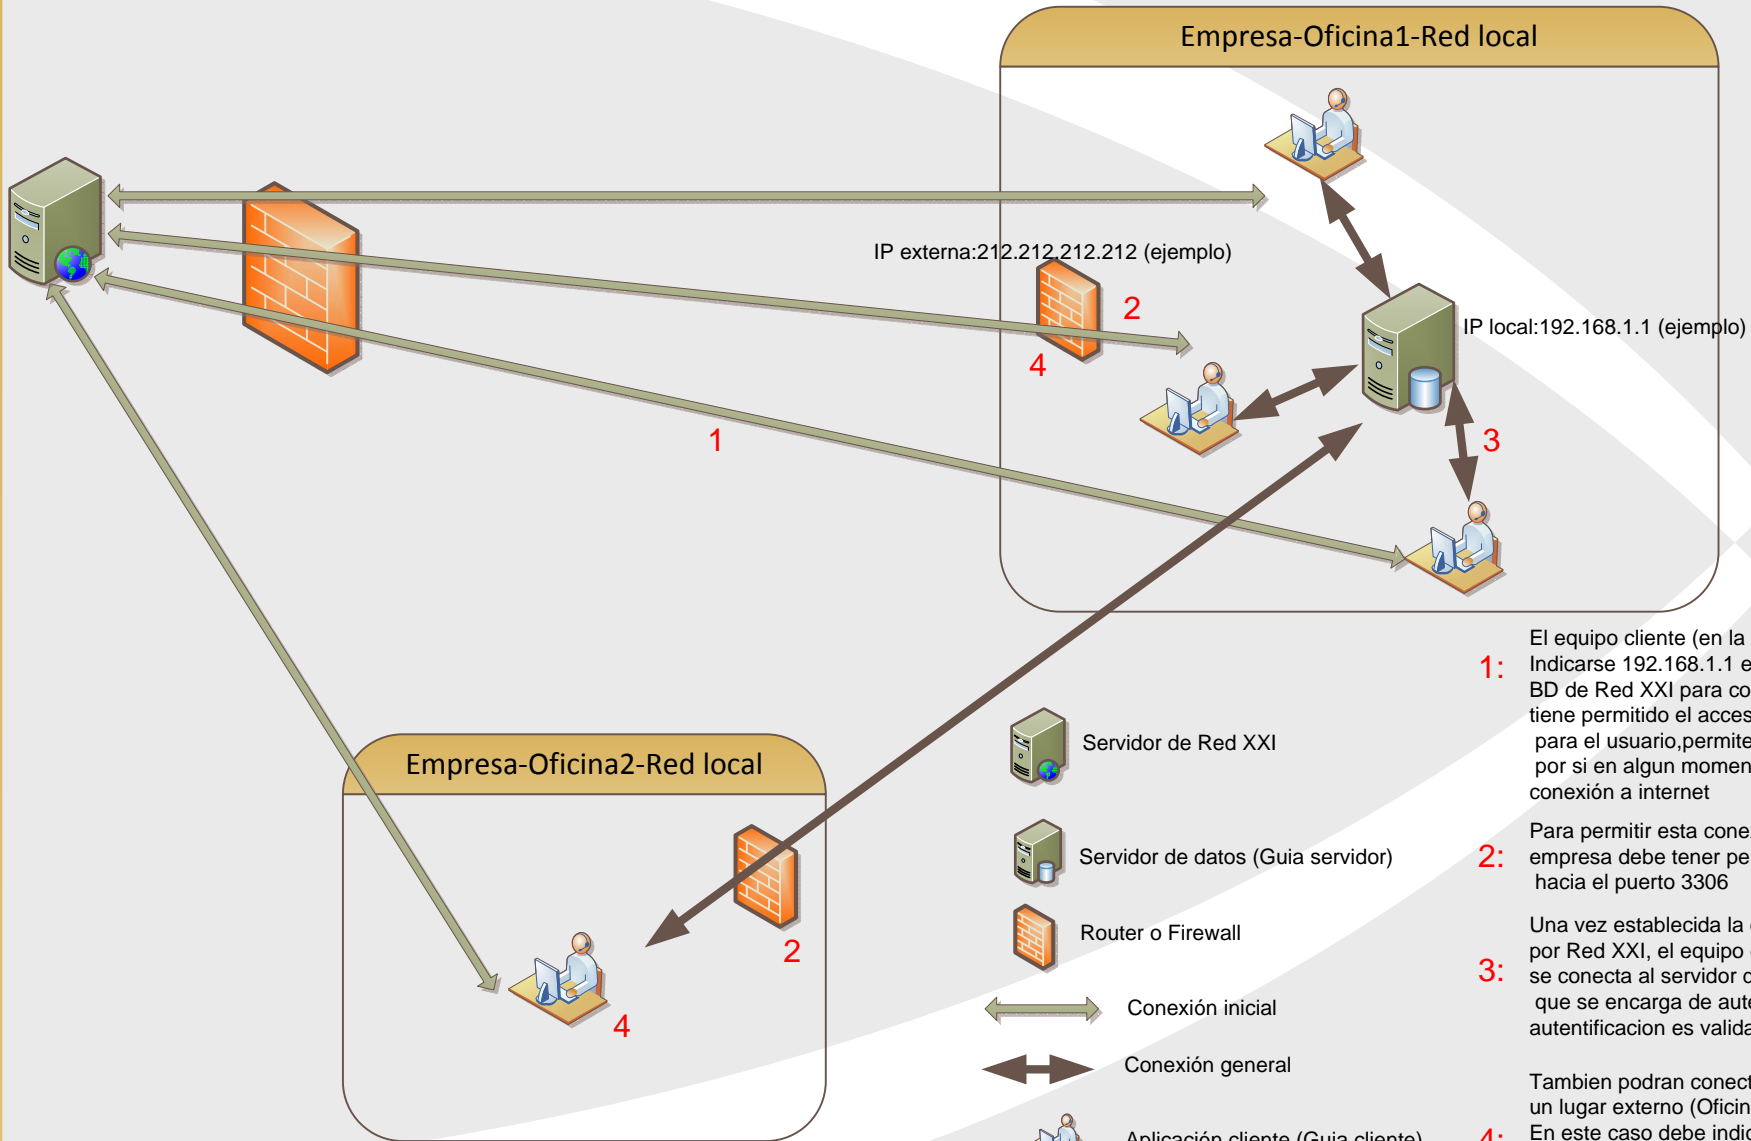 Empresa-Oficina1-Red local
IP externa:212.212.212.212 (ejemplo)
2
4
IP local:192.168.1.1 (ejemplo)
1
3
Empresa-Oficina2-Red local
2
4
Servidor de Red XXI
Servidor de datos (Guia servidor)
Router o Firewall
Conexión inicial
Conexión general
Aplicación cliente (Guia cliente)
1:
El equipo cliente (en la
Indicarse 192.168.1.1 e
BD de Red XXI para co
tiene permitido el acces
para el usuario,permite
por si en algun momen
conexión a internet
2:
Para permitir esta cone
empresa debe tener pe
hacia el puerto 3306
3:
Una vez establecida la
por Red XXI, el equipo
se conecta al servidor
que se encarga de aute
autentificacion es valida
4:
Tambien podran conect
un lugar externo (Oficin
En este caso debe indic